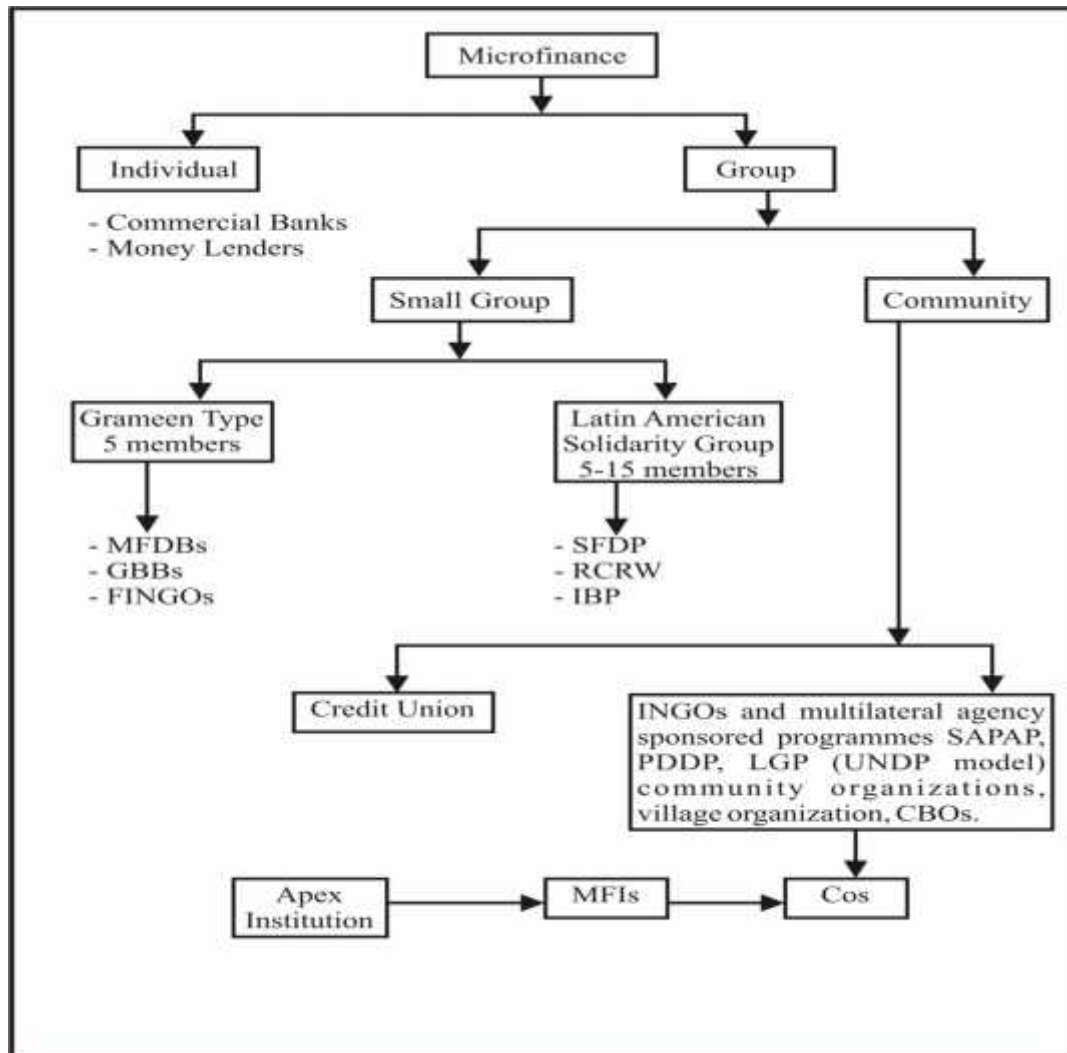 Microfinance
Individual
Group
- Commercial Banks
- Money Lenders
Small Group
Community
Grameen Type
5 members
Latin American
Solidarity Group
5-15 members
- MFDBs
- GBBs
- FINGOs
- SFDP
- RCRW
- IBP
Credit Union
INGOs and multilateral agency
sponsored programmes SAPAP,
PDDP, LGP (UNDP model)
community organizations,
village organization, CBOs.
Apex
Institution
MFIs
Cos